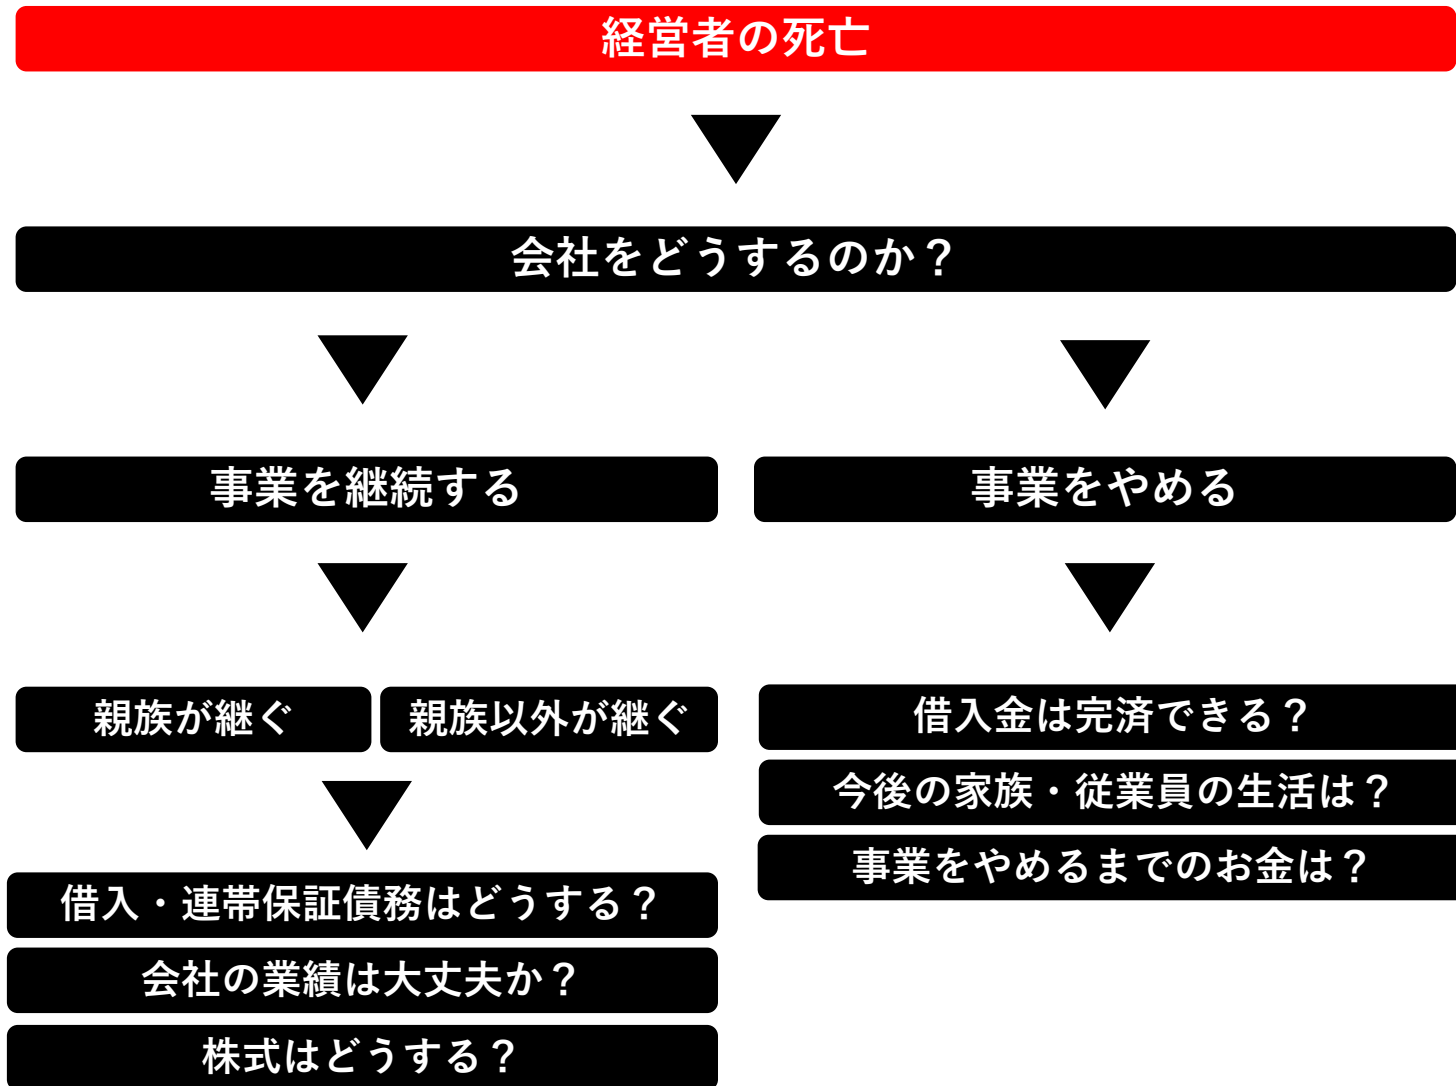 経営者の死亡
会社をどうするのか？
事業を継続する
事業をやめる
親族が継ぐ
親族以外が継ぐ
借入・連帯保証債務はどうする？
会社の業績は大丈夫か？
株式はどうする？
借入金は完済できる？
今後の家族・従業員の生活は？
事業をやめるまでのお金は？